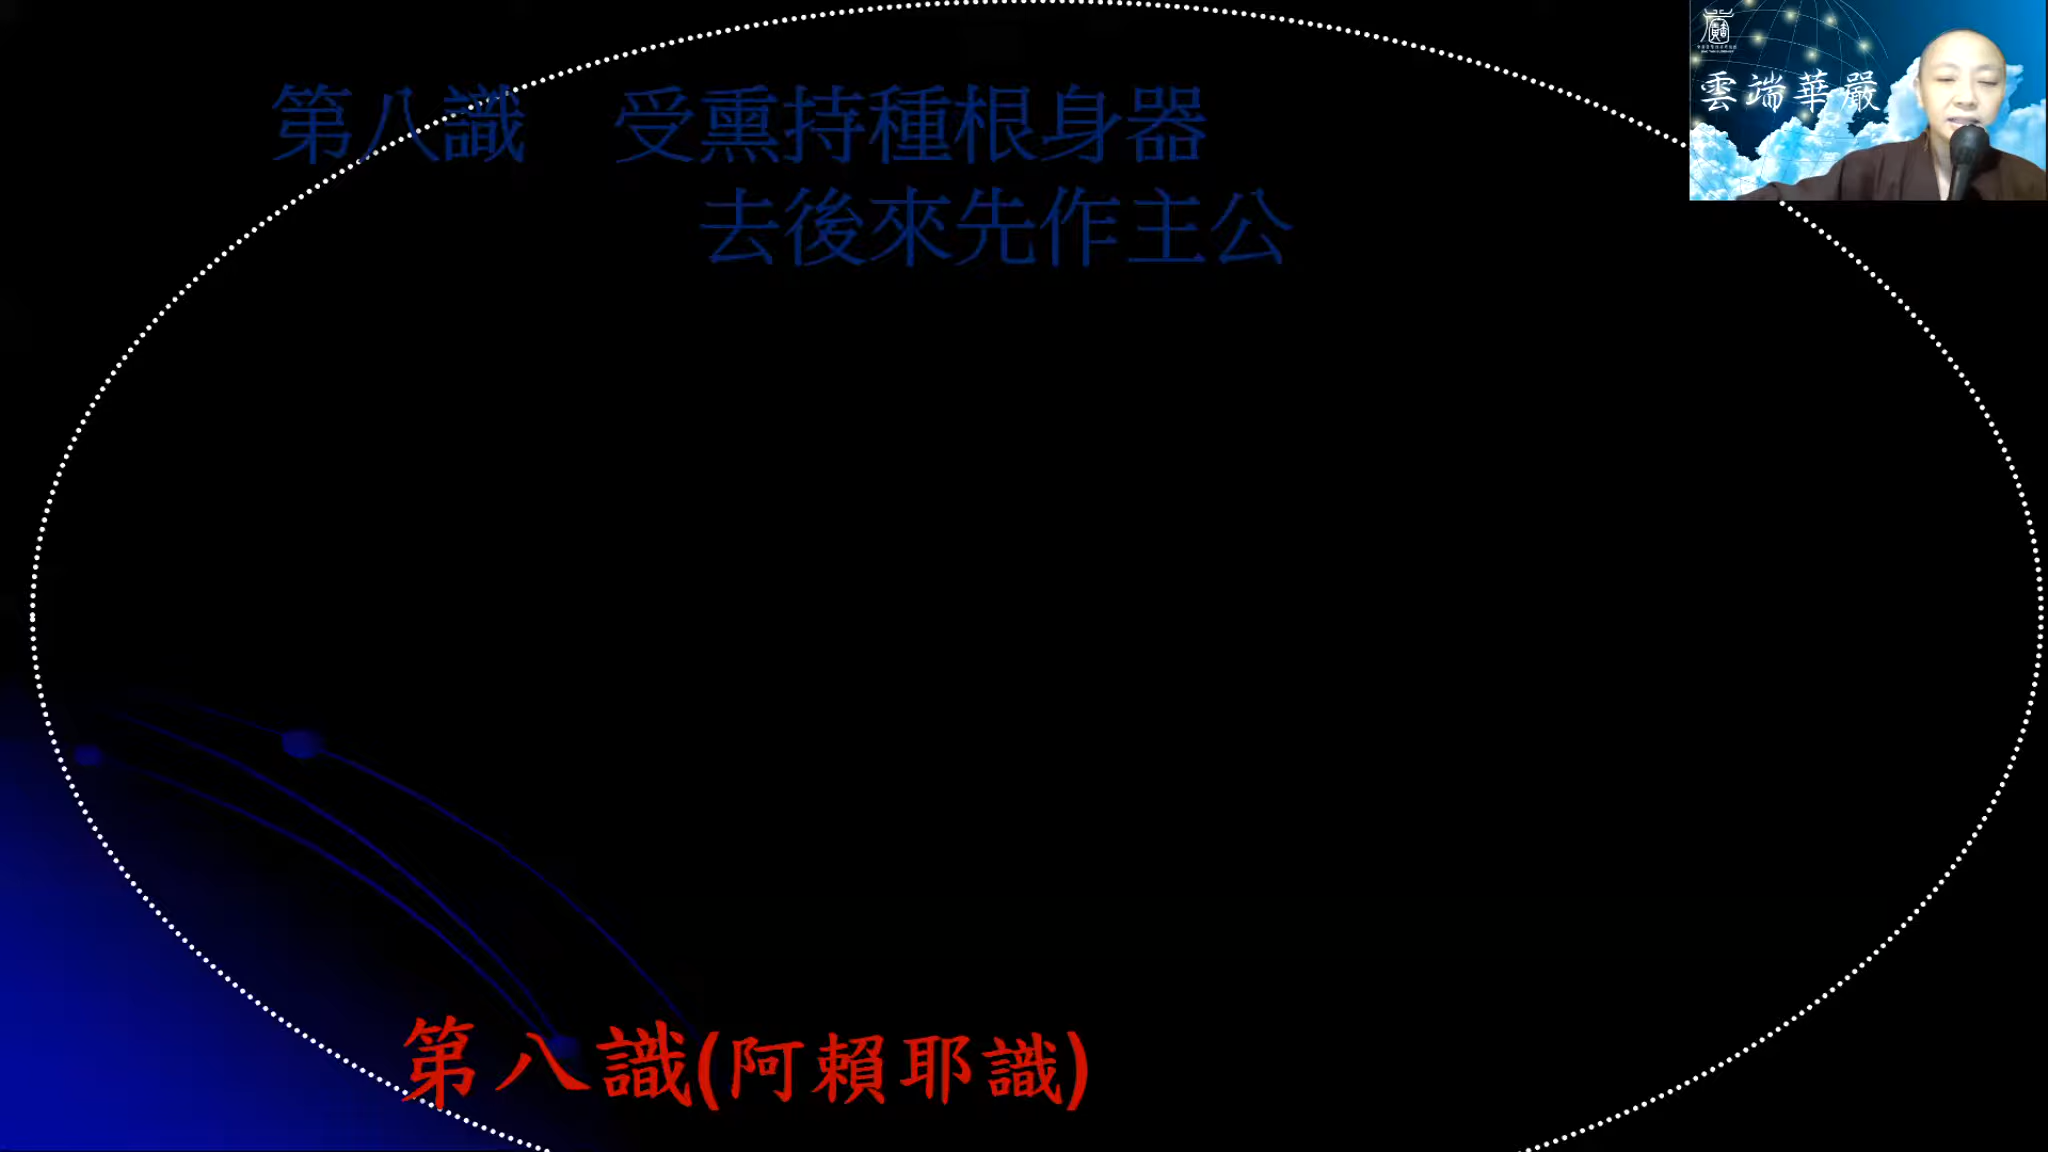 第八識　受熏持種根身器
去後來先作主公
雲端華嚴
第八識(阿賴耶識)